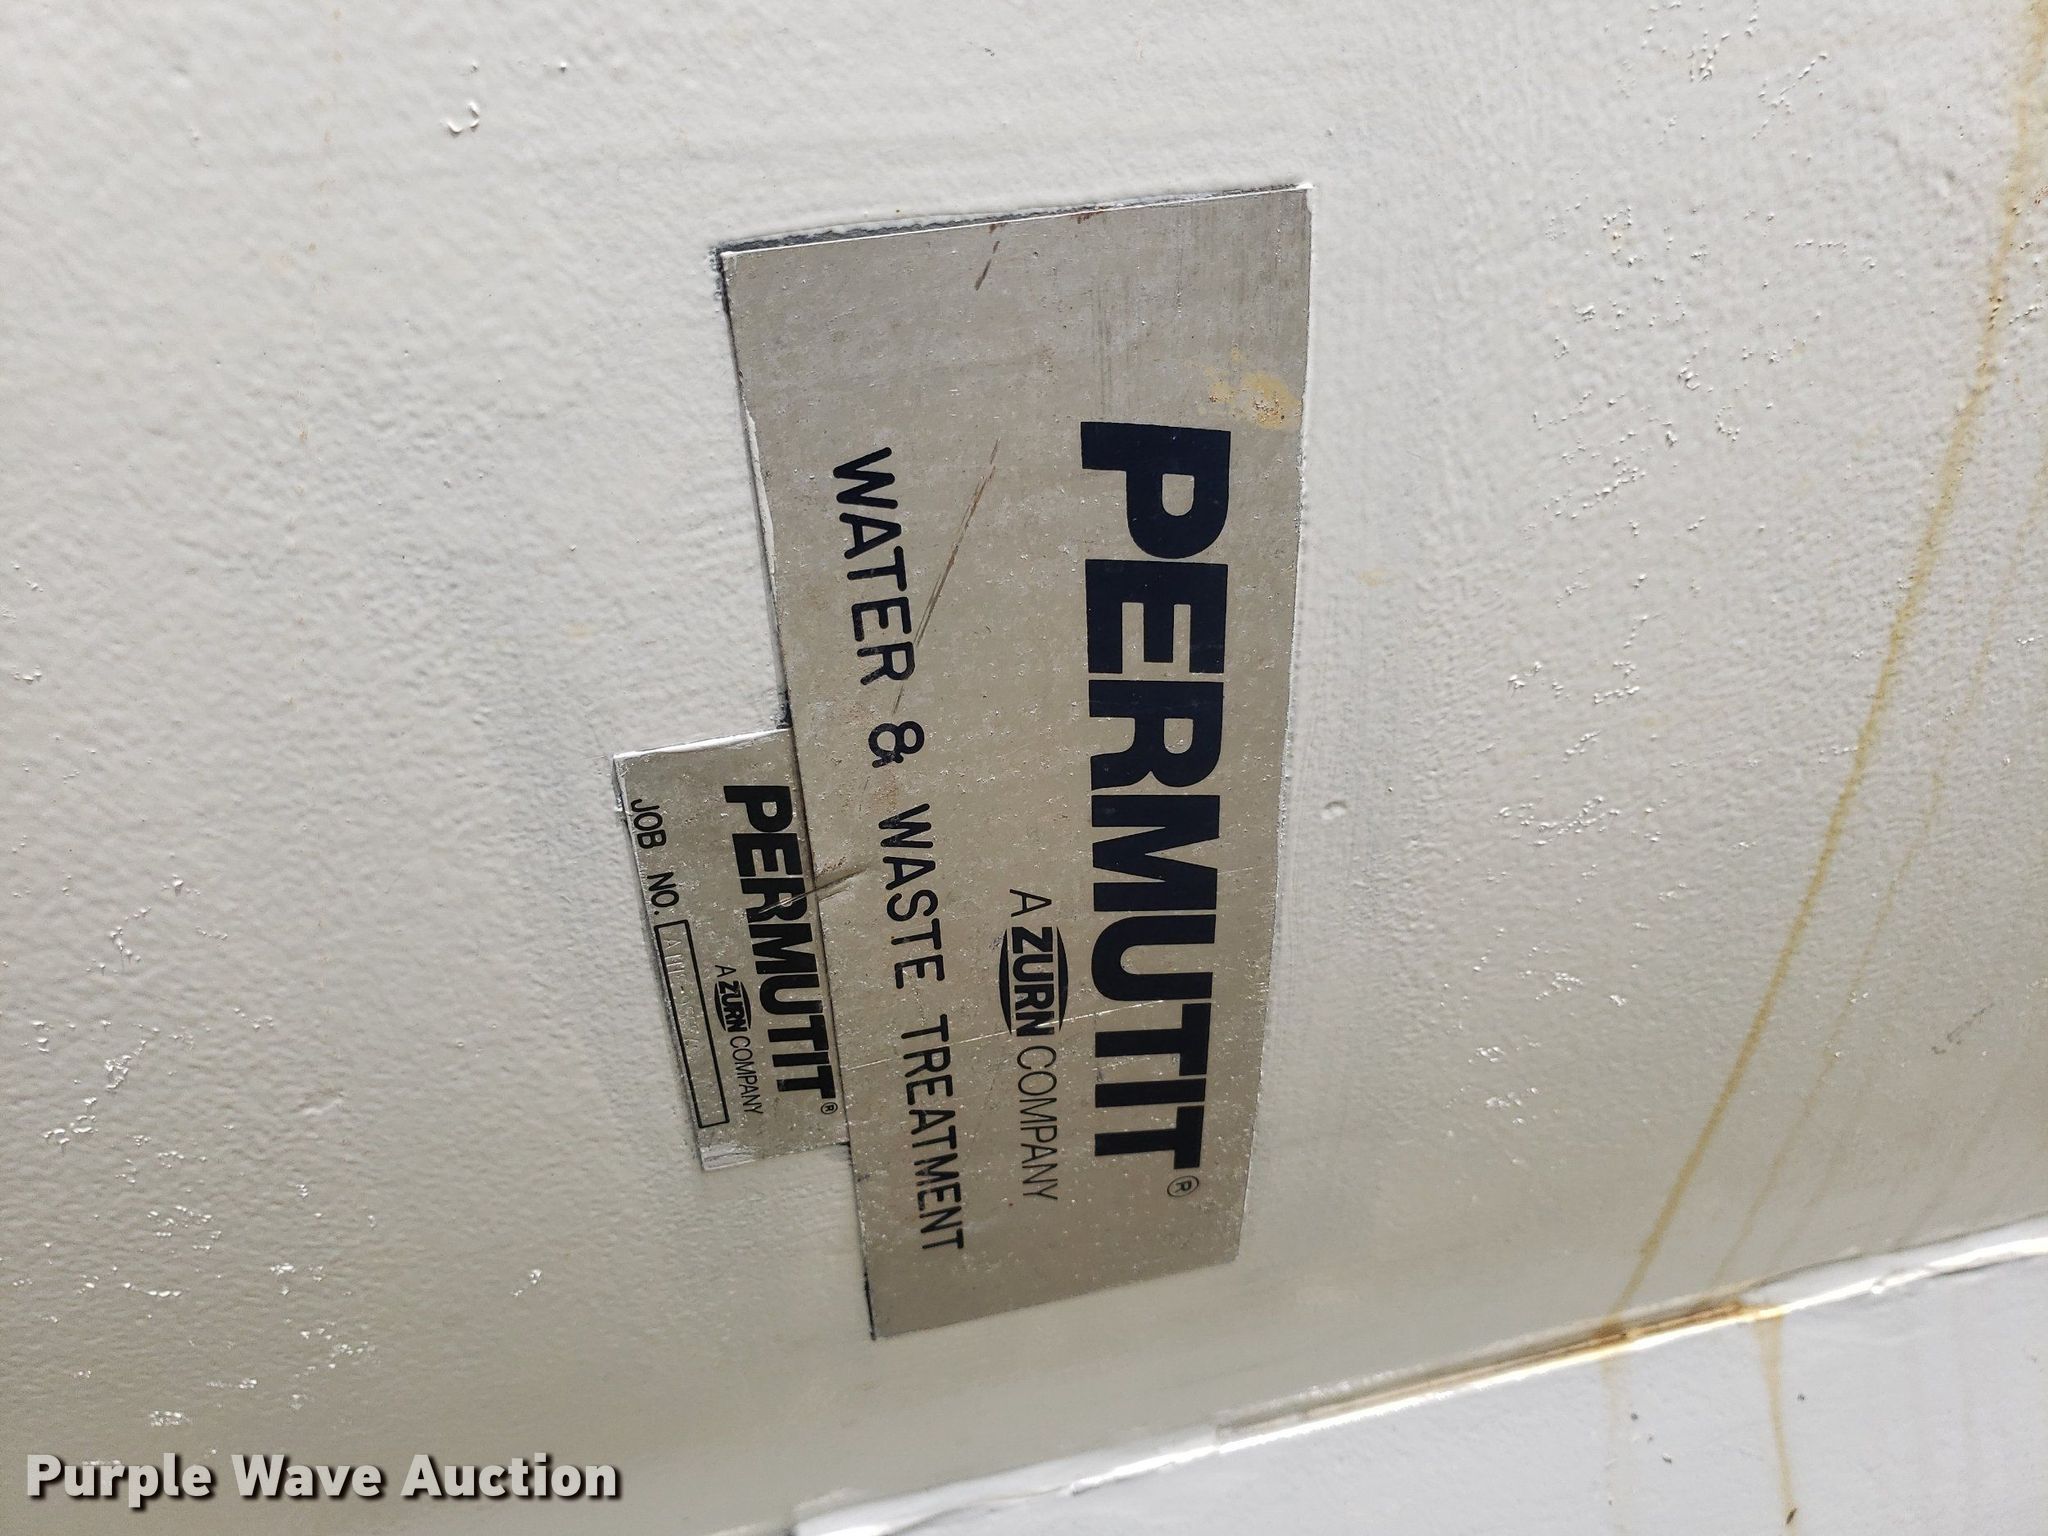 PERMUTIT®
A ZURN COMPANY
WATER & WASTE TREATMENT
PERMUTIT®
A ZURN COMPANY
JOB NO.
Purple Wave Auction